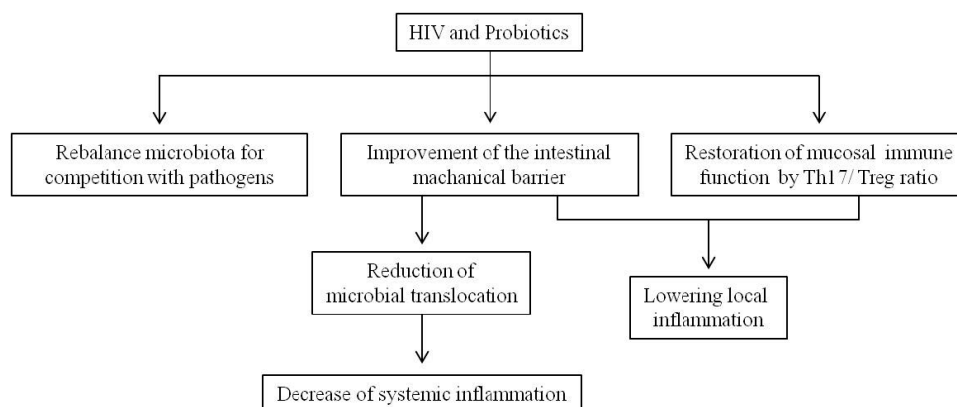 HIV and Probiotics
Rebalance microbiota for
competition with pathogens
Improvement of the intestinal
machanical barrier
Restoration of mucosal immune
function by Th17/ Treg ratio
Reduction of
microbial translocation
Lowering local
inflammation
Decrease of systemic inflammation